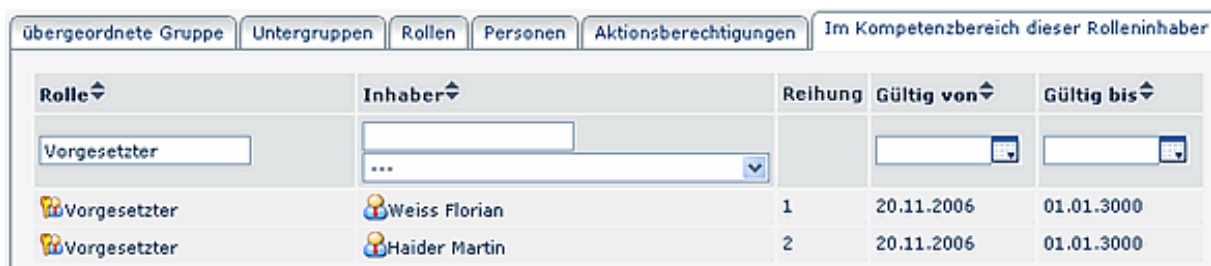 übergeordnete Gruppe Untergruppen Rollen Personen Aktionsberechtigungen Im Kompetenzbereich dieser Rolleninhaber
Rolle Inhaber Reihung Gültig von Gültig bis
Vorgesetzter
---
Vorgesetzter Weiss Florian 1 20.11.2006 01.01.3000
Vorgesetzter Haider Martin 2 20.11.2006 01.01.3000